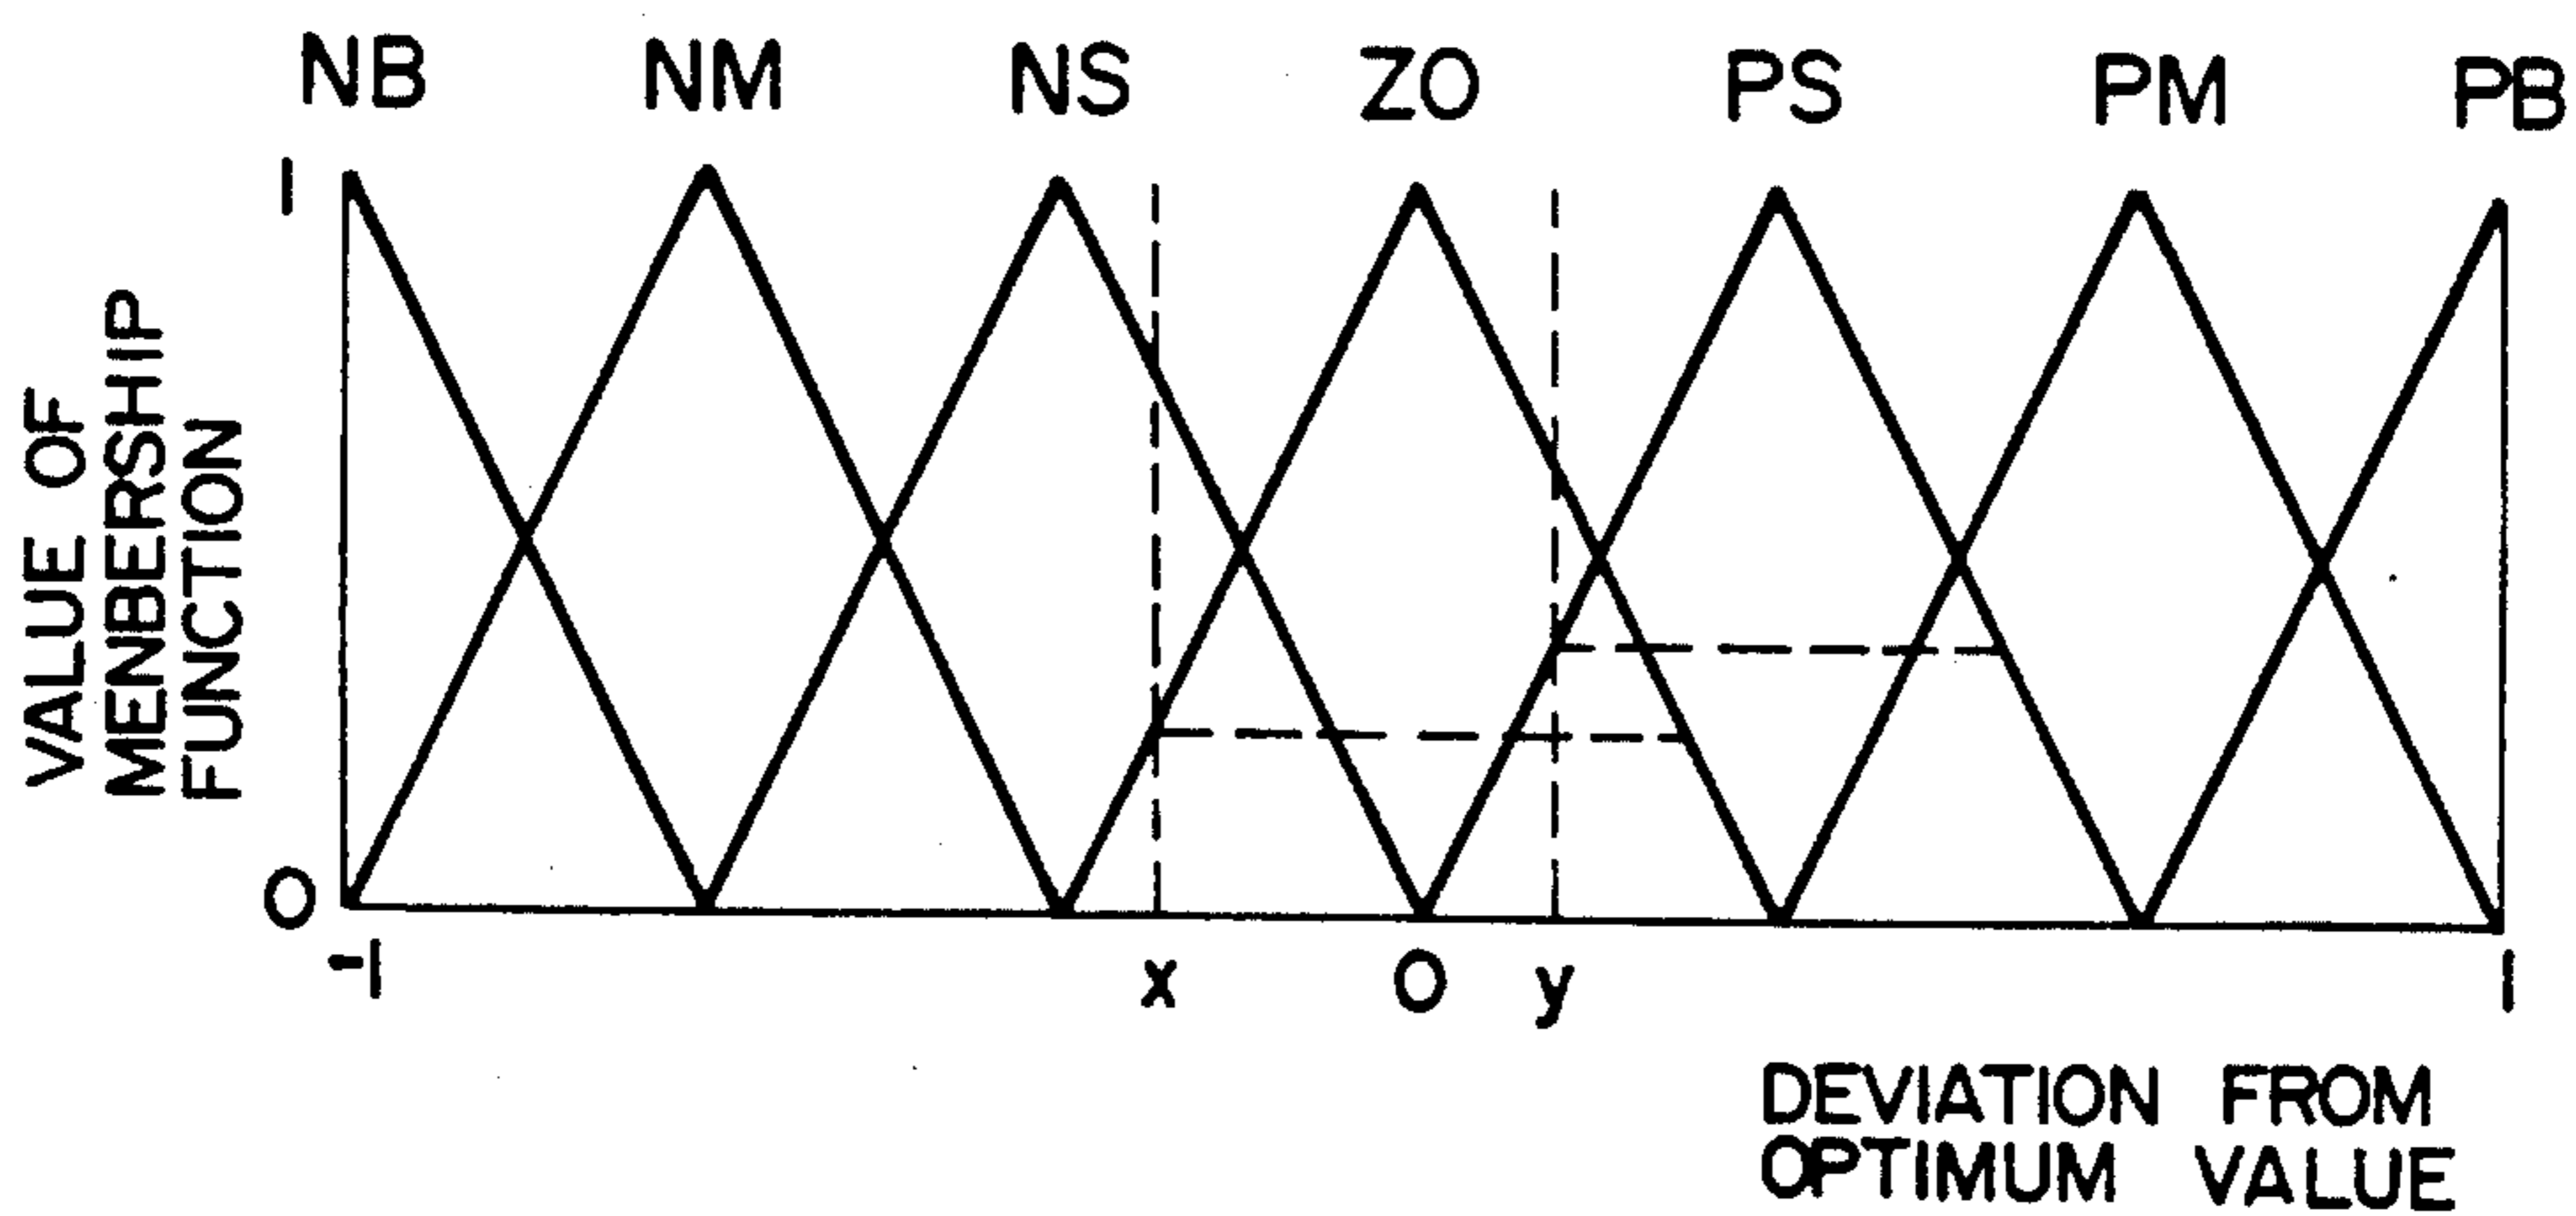 NB NM NS ZO PS PM PB
1
VALUE OF
MENBERSHIP
FUNCTION
0
-1 x 0 y 1
DEVIATION FROM
OPTIMUM VALUE